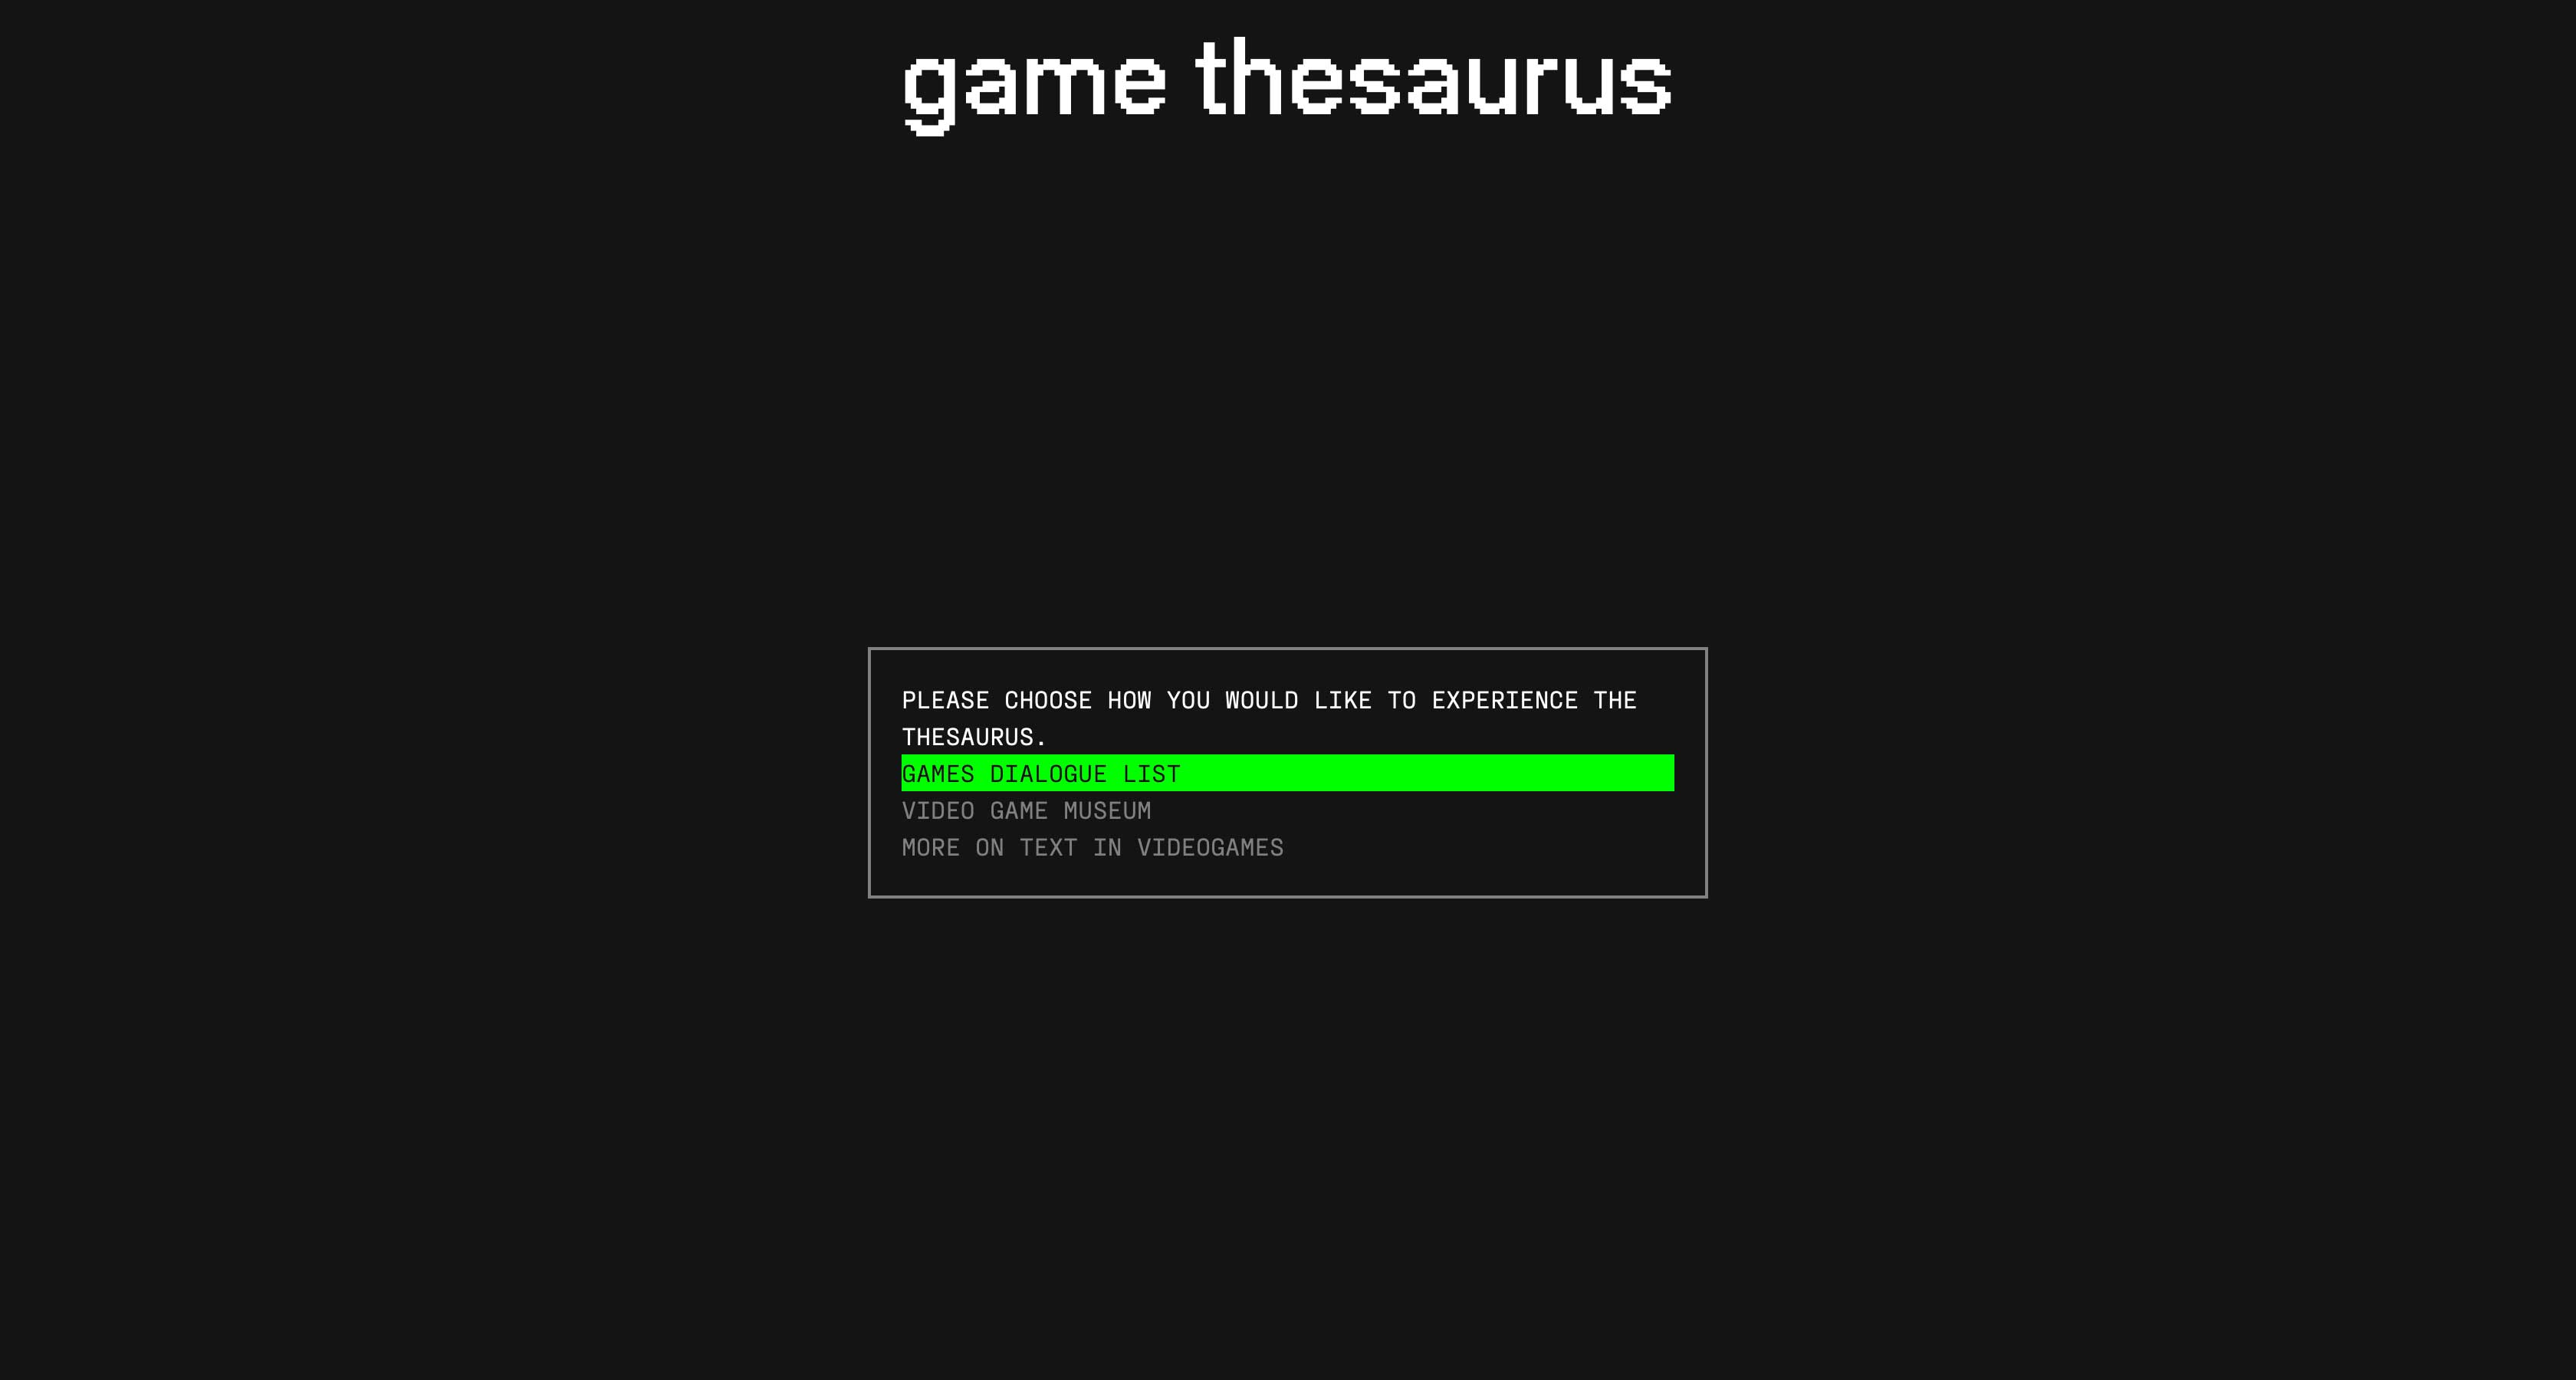 game thesaurus
PLEASE CHOOSE HOW YOU WOULD LIKE TO EXPERIENCE THE
THESAURUS.
GAMES DIALOGUE LIST
VIDEO GAME MUSEUM
MORE ON TEXT IN VIDEOGAMES